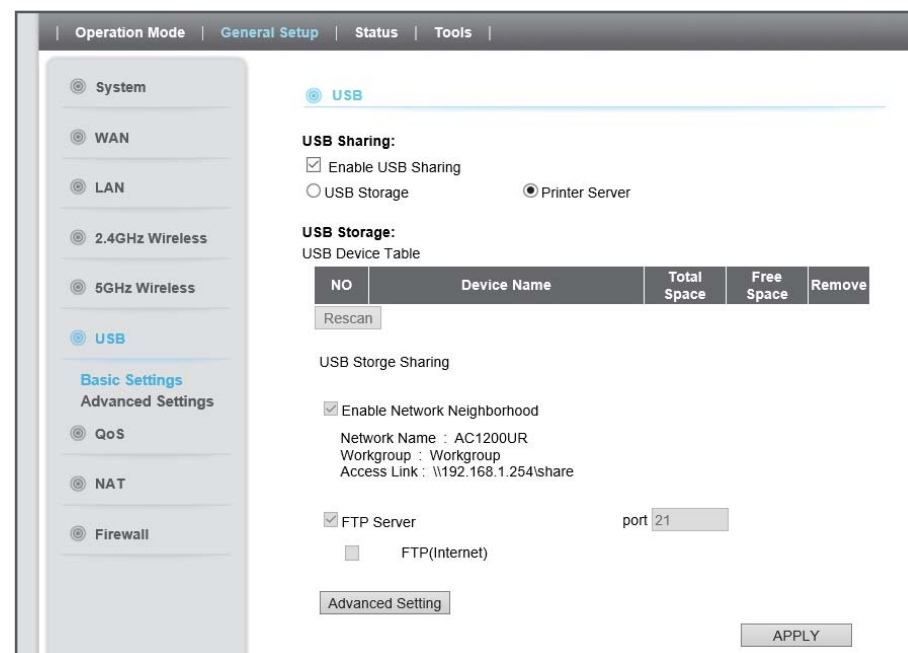 | Operation Mode | General Setup | Status | Tools |
System
WAN
LAN
2.4GHz Wireless
5GHz Wireless
USB
Basic Settings
Advanced Settings
QoS
NAT
Firewall
USB
USB Sharing:
Enable USB Sharing
USB Storage Printer Server
USB Storage:
USB Device Table
NO Device Name Total Space Free Space Remove
Rescan
USB Storge Sharing
Enable Network Neighborhood
Network Name : AC1200UR
Workgroup : Workgroup
Access Link : \\192.168.1.254\share
FTP Server port 21
FTP(Internet)
Advanced Setting
APPLY